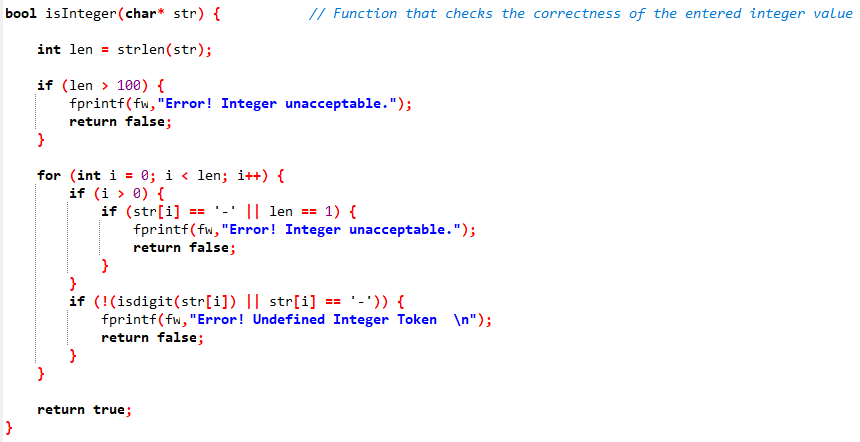 bool isInteger(char* str) {          // Function that checks the correctness of the entered integer value
    int len = strlen(str);
    if (len > 100) {
        fprintf(fw,"Error! Integer unacceptable.");
        return false;
    }
    for (int i = 0; i < len; i++) {
        if (i > 0) {
            if (str[i] == '-' || len == 1) {
                fprintf(fw,"Error! Integer unacceptable.");
                return false;
            }
        }
        if (!(isdigit(str[i]) || str[i] == '-')) {
            fprintf(fw,"Error! Undefined Integer Token  \n");
            return false;
        }
    }
    return true;
}